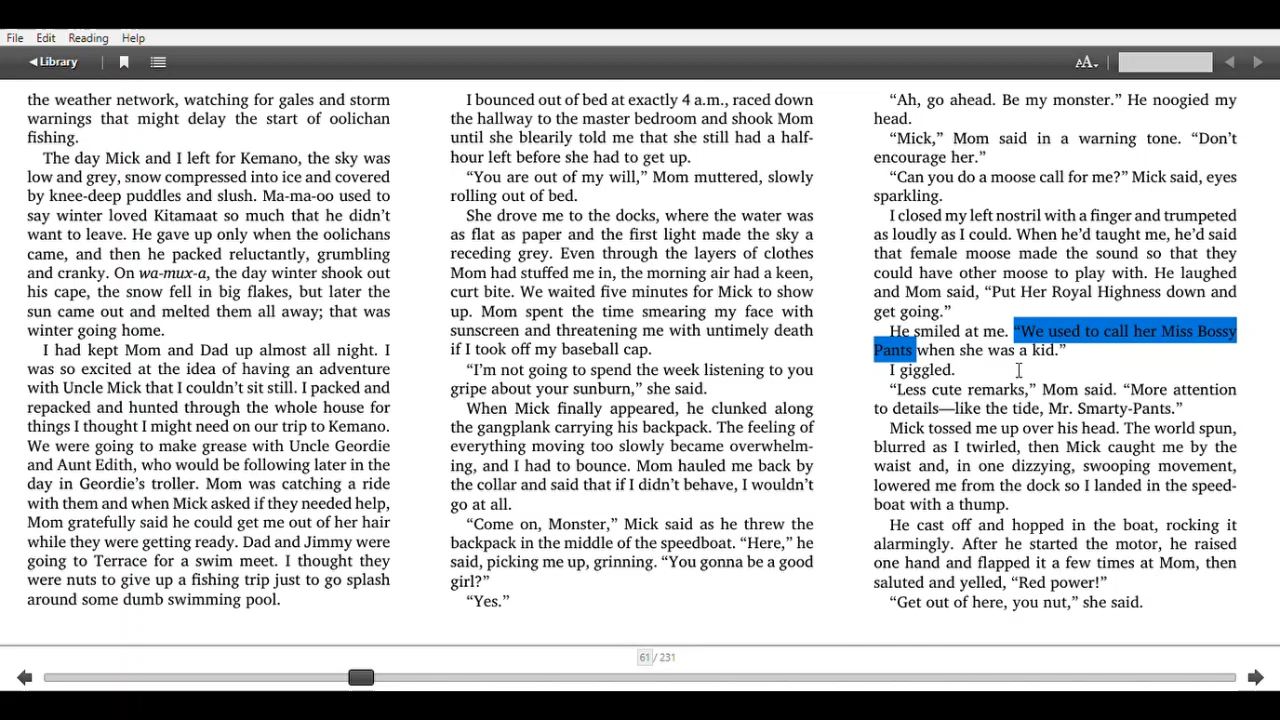 File Edit Reading Help
Library AA
the weather network, watching for gales and storm
warnings that might delay the start of oolichan
fishing.
The day Mick and I left for Kemano, the sky was
low and grey, snow compressed into ice and covered
by knee-deep puddles and slush. Ma-ma-oo used to
say winter loved Kitamaat so much that he didn’t
want to leave. He gave up only when the oolichans
came, and then he packed reluctantly, grumbling
and cranky. On wa-mux-a, the day winter shook out
his cape, the snow fell in big flakes, but later the
sun came out and melted them all away; that was
winter going home.
I had kept Mom and Dad up almost all night. I
was so excited at the idea of having an adventure
with Uncle Mick that I couldn’t sit still. I packed and
repacked and hunted through the whole house for
things I thought I might need on our trip to Kemano.
We were going to make grease with Uncle Geordie
and Aunt Edith, who would be following later in the
day in Geordie’s troller. Mom was catching a ride
with them and when Mick asked if they needed help,
Mom gratefully said he could get me out of her hair
while they were getting ready. Dad and Jimmy were
going to Terrace for a swim meet. I thought they
were nuts to give up a fishing trip just to go splash
around some dumb swimming pool.
I bounced out of bed at exactly 4 a.m., raced down
the hallway to the master bedroom and shook Mom
until she blearily told me that she still had a half-
hour left before she had to get up.
“You are out of my will,” Mom muttered, slowly
rolling out of bed.
She drove me to the docks, where the water was
as flat as paper and the first light made the sky a
receding grey. Even through the layers of clothes
Mom had stuffed me in, the morning air had a keen,
curt bite. We waited five minutes for Mick to show
up. Mom spent the time smearing my face with
sunscreen and threatening me with untimely death
if I took off my baseball cap.
“I’m not going to spend the week listening to you
gripe about your sunburn,” she said.
When Mick finally appeared, he clunked along
the gangplank carrying his backpack. The feeling of
everything moving too slowly became overwhelm-
ing, and I had to bounce. Mom hauled me back by
the collar and said that if I didn’t behave, I wouldn’t
go at all.
“Come on, Monster,” Mick said as he threw the
backpack in the middle of the speedboat. “Here,” he
said, picking me up, grinning. “You gonna be a good
girl?”
“Yes.”
“Ah, go ahead. Be my monster.” He noogied my
head.
“Mick,” Mom said in a warning tone. “Don’t
encourage her.”
“Can you do a moose call for me?” Mick said, eyes
sparkling.
I closed my left nostril with a finger and trumpeted
as loudly as I could. When he’d taught me, he’d said
that female moose made the sound so that they
could have other moose to play with. He laughed
and Mom said, “Put Her Royal Highness down and
get going.”
He smiled at me. “We used to call her Miss Bossy
Pants when she was a kid.”
I giggled.
“Less cute remarks,” Mom said. “More attention
to details—like the tide, Mr. Smarty-Pants.”
Mick tossed me up over his head. The world spun,
blurred as I twirled, then Mick caught me by the
waist and, in one dizzying, swooping movement,
lowered me from the dock so I landed in the speed-
boat with a thump.
He cast off and hopped in the boat, rocking it
alarmingly. After he started the motor, he raised
one hand and flapped it a few times at Mom, then
saluted and yelled, “Red power!”
“Get out of here, you nut,” she said.
61 / 231